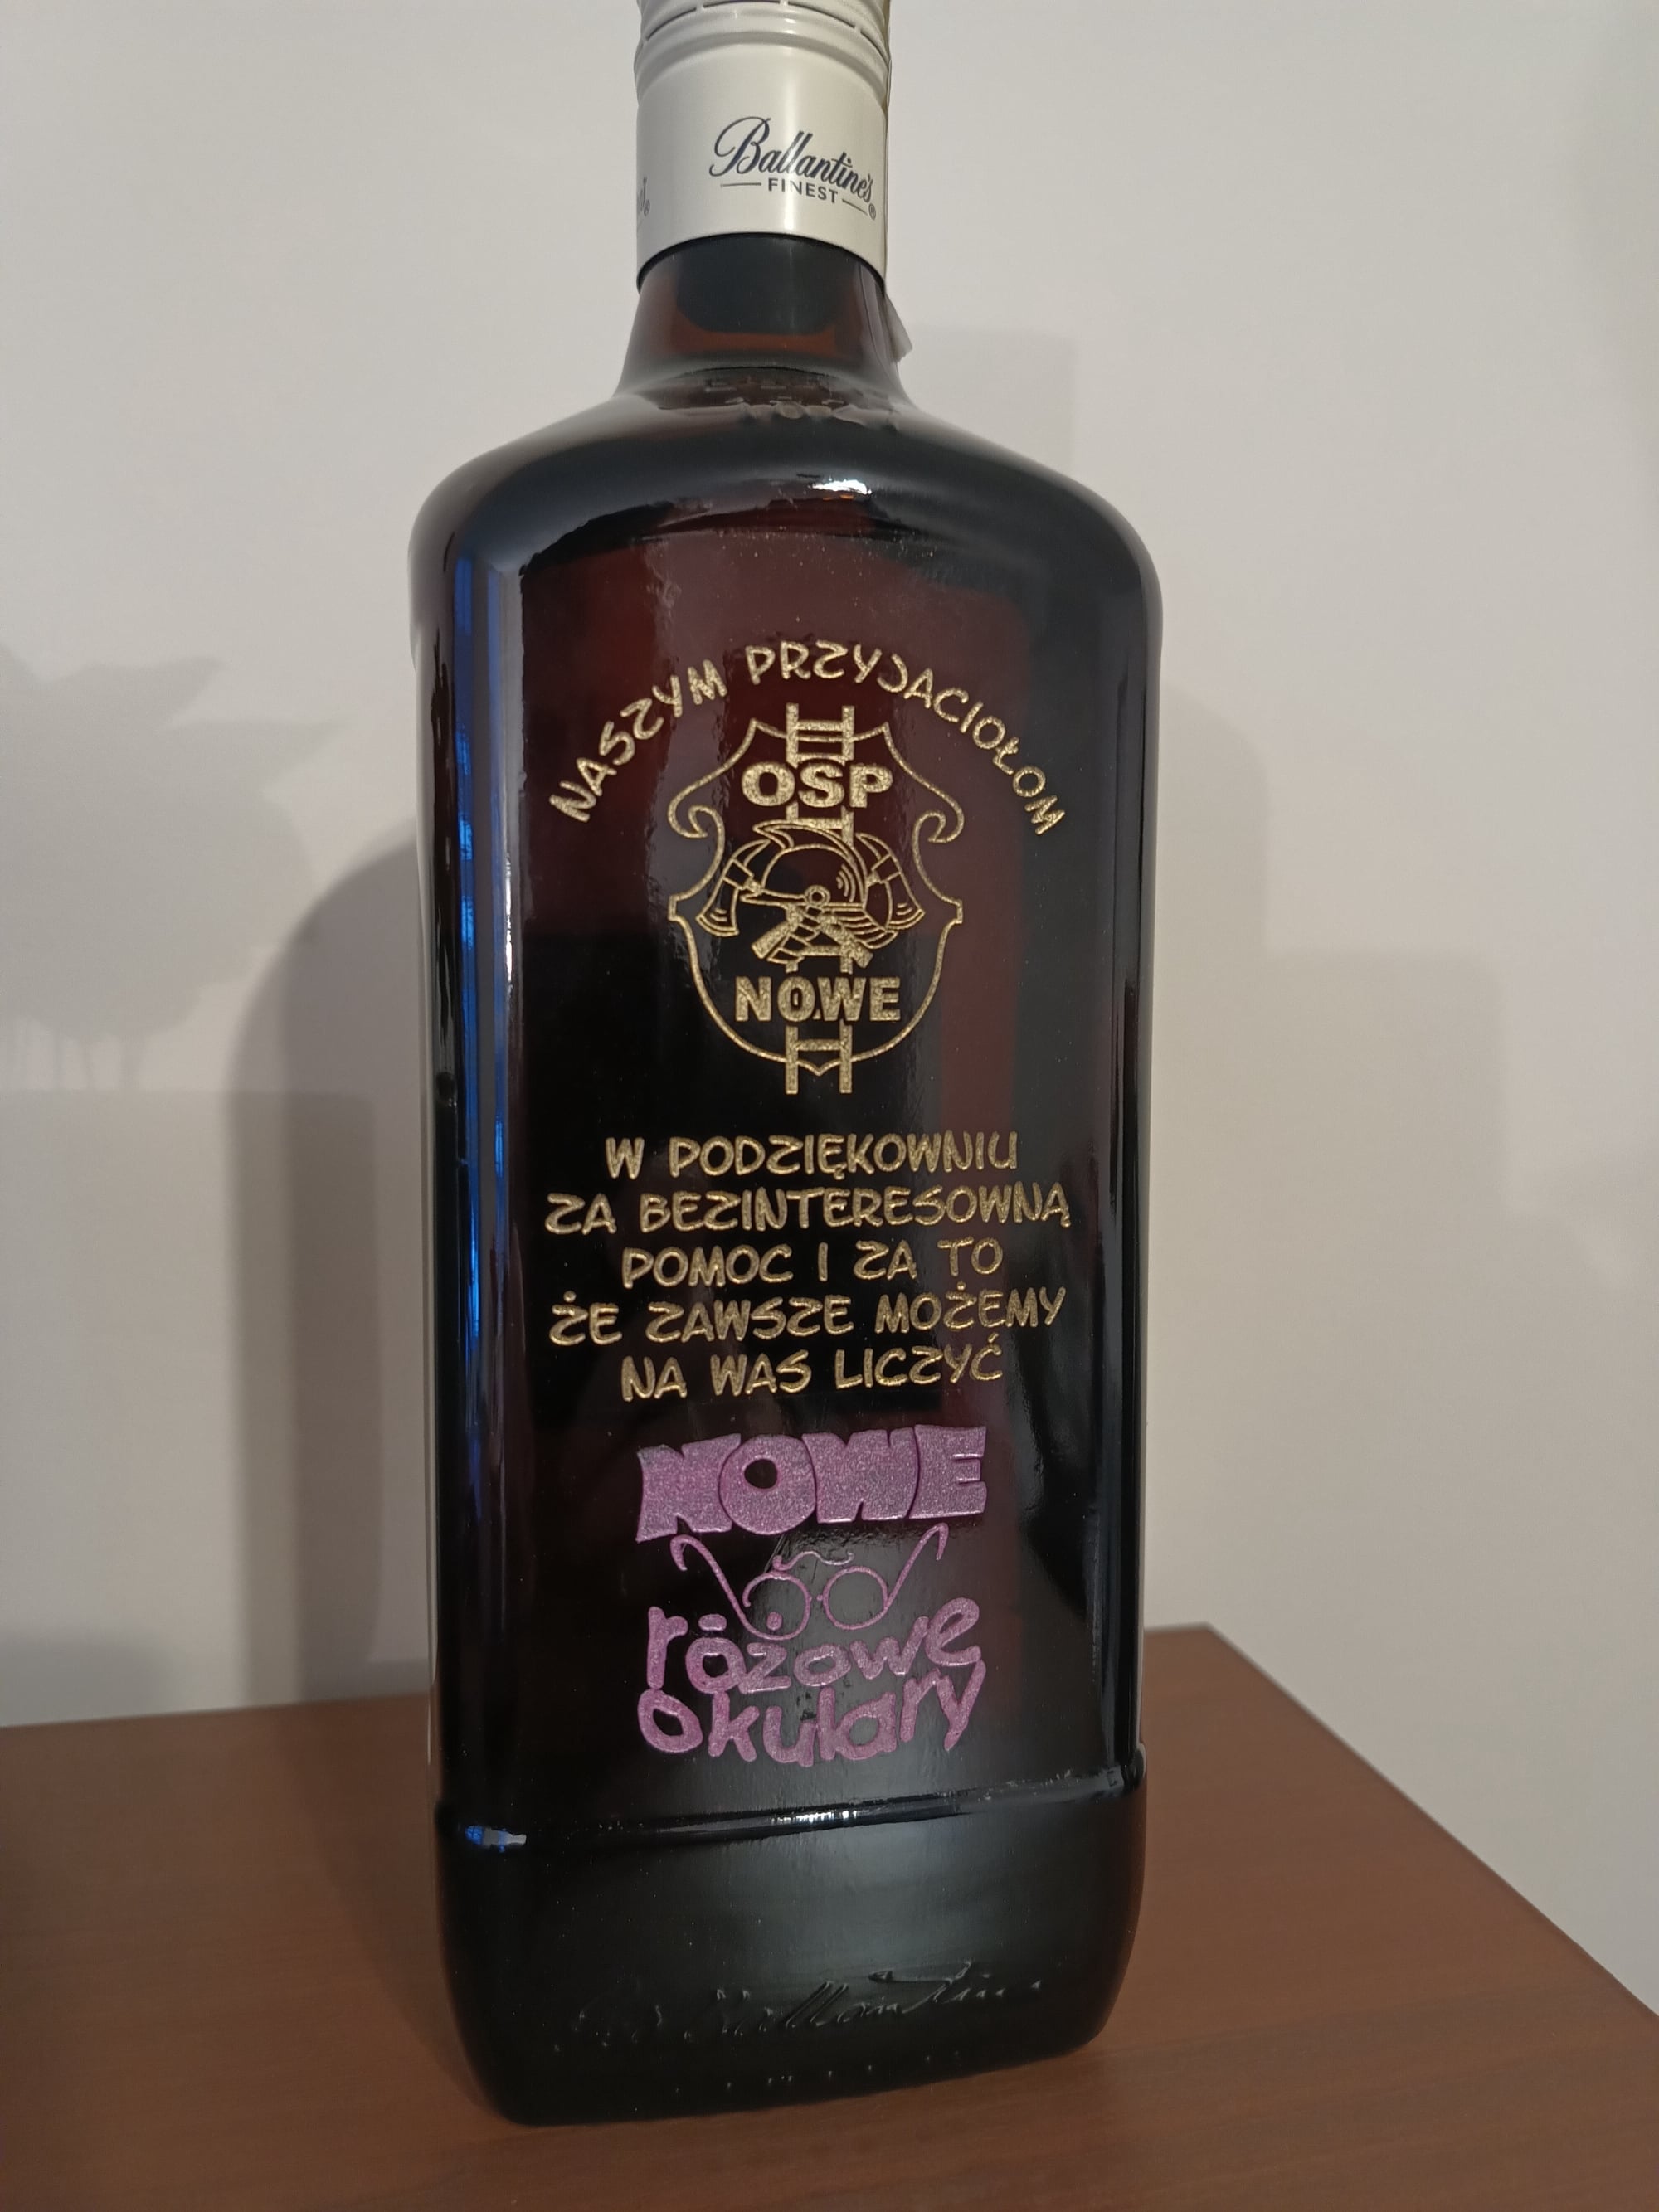 Ballantine's
FINEST
NASZYM PRZYJACIOŁOM
OSP
NOWE
W PODZIĘKOWNIU
ZA BEZINTERESOWNĄ
POMOC I ZA TO
ŻE ZAWSZE MOŻEMY
NA WAS LICZYĆ
NOWE
różowe
okulary